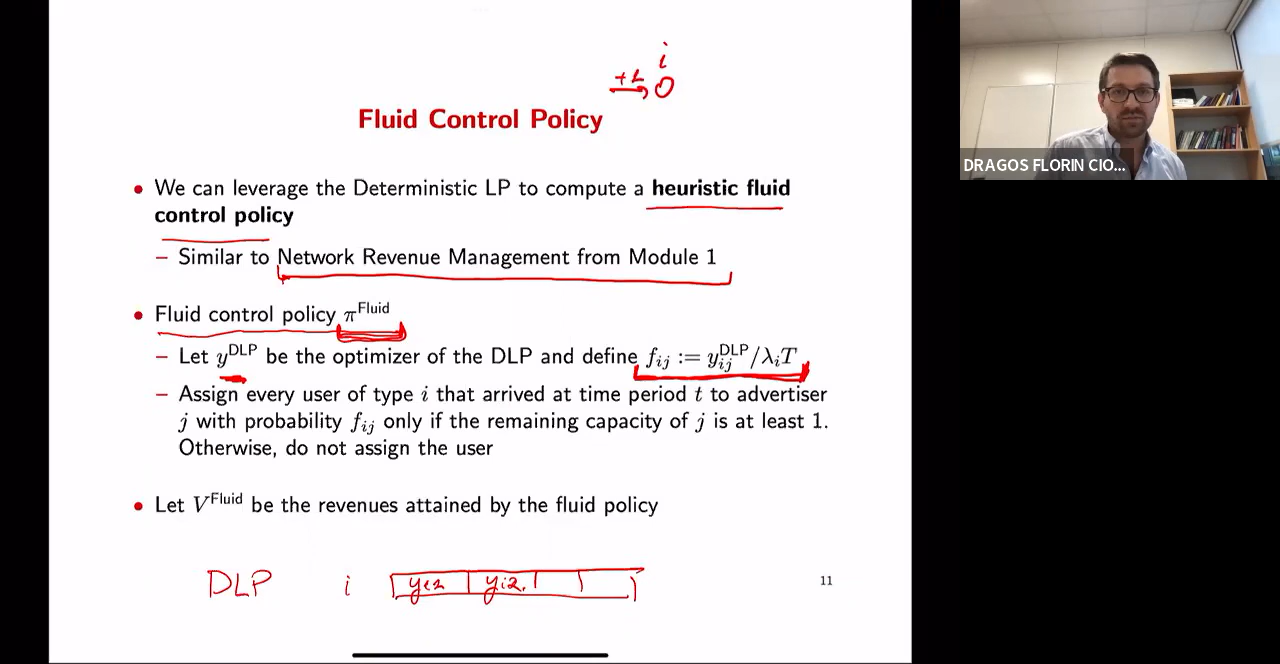 i
+1 O
Fluid Control Policy
• We can leverage the Deterministic LP to compute a heuristic fluid
control policy
– Similar to Network Revenue Management from Module 1
• Fluid control policy π^Fluid
– Let y^DLP be the optimizer of the DLP and define f_ij := y_ij^DLP/λ_iT
– Assign every user of type i that arrived at time period t to advertiser
j with probability f_ij only if the remaining capacity of j is at least 1.
Otherwise, do not assign the user
• Let V^Fluid be the revenues attained by the fluid policy
DLP i y_i1 y_i2
11
DRAGOS FLORIN CIO...